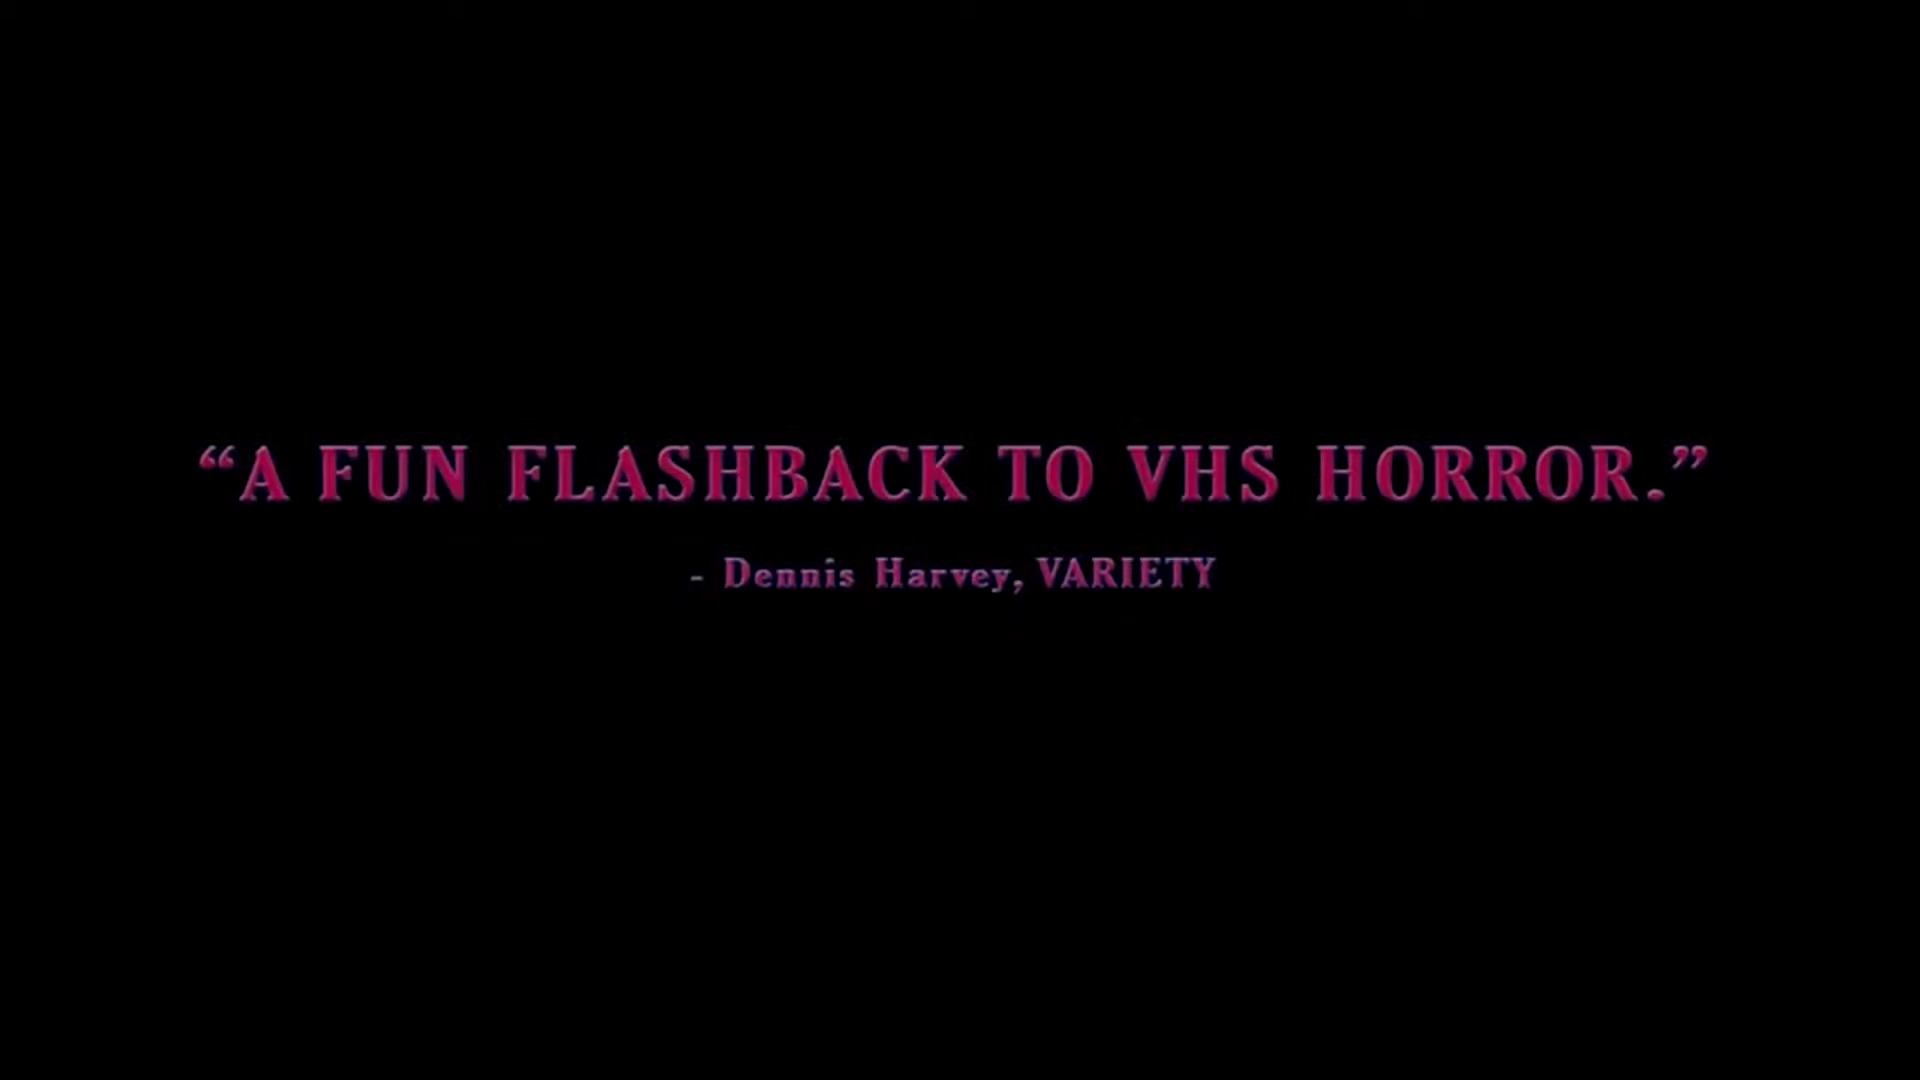 “A FUN FLASHBACK TO VHS HORROR.”
- Dennis Harvey, VARIETY